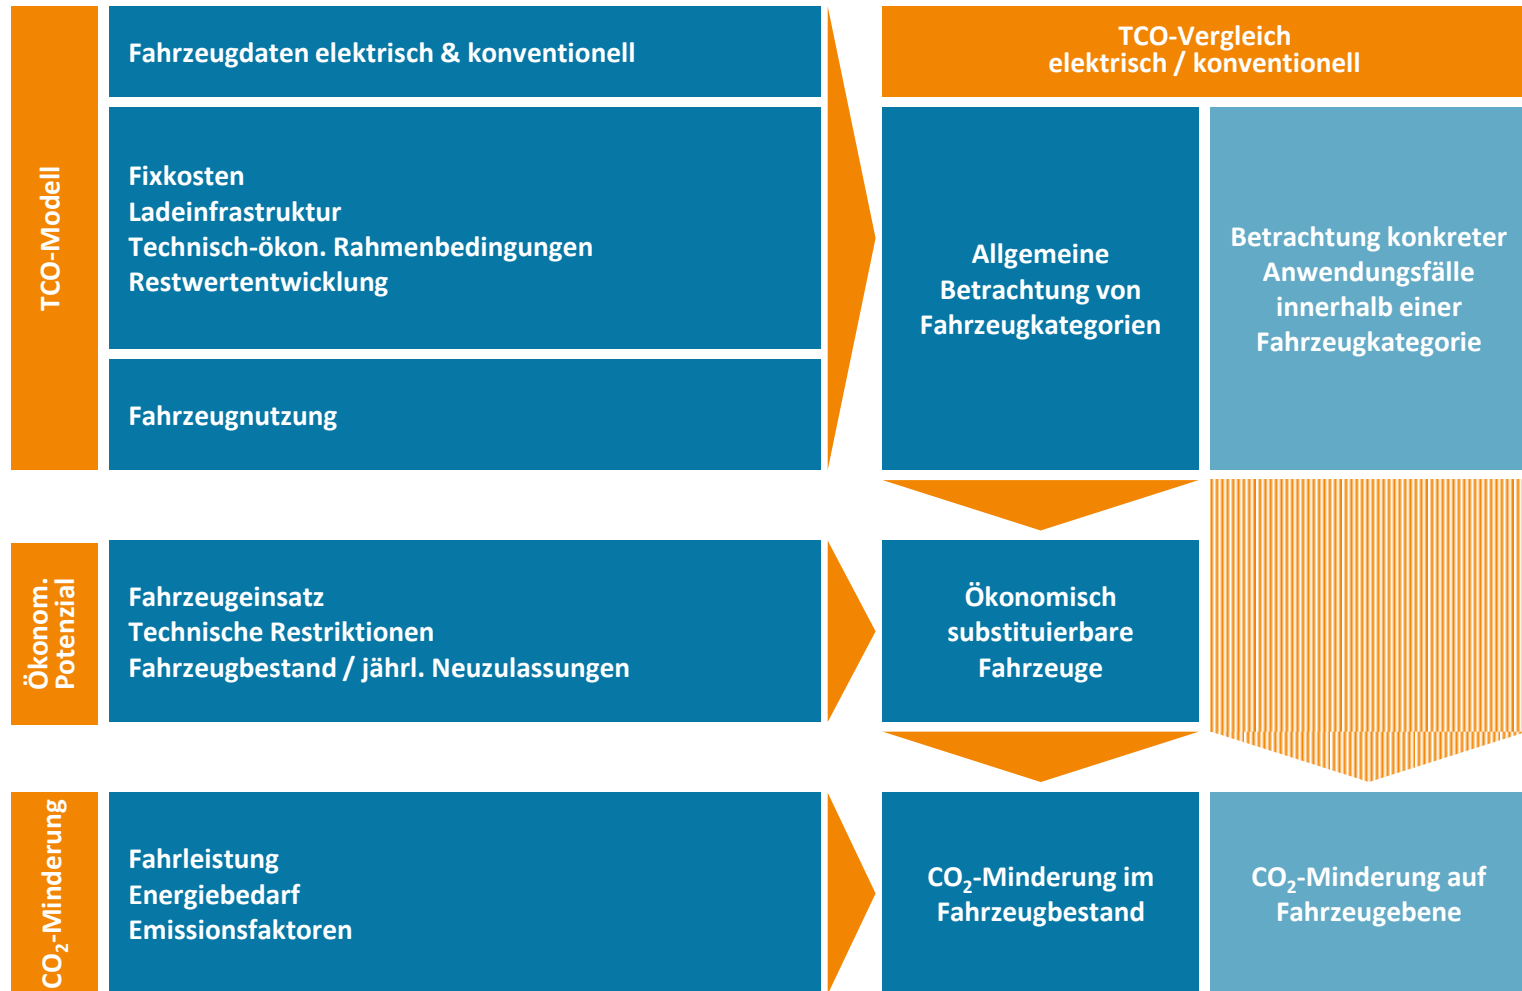 TCO-Modell
Fahrzeugdaten elektrisch & konventionell
Fixkosten
Ladeinfrastruktur
Technisch-ökon. Rahmenbedingungen
Restwertentwicklung
Fahrzeugnutzung
TCO-Vergleich
elektrisch / konventionell
Allgemeine
Betrachtung von
Fahrzeugkategorien
Betrachtung konkreter
Anwendungsfälle
innerhalb einer
Fahrzeugkategorie
Ökonom.
Potenzial
Fahrzeugeinsatz
Technische Restriktionen
Fahrzeugbestand / jährl. Neuzulassungen
Ökonomisch
substituierbare
Fahrzeuge
CO₂-Minderung
Fahrleistung
Energiebedarf
Emissionsfaktoren
CO₂-Minderung im
Fahrzeugbestand
CO₂-Minderung auf
Fahrzeugebene